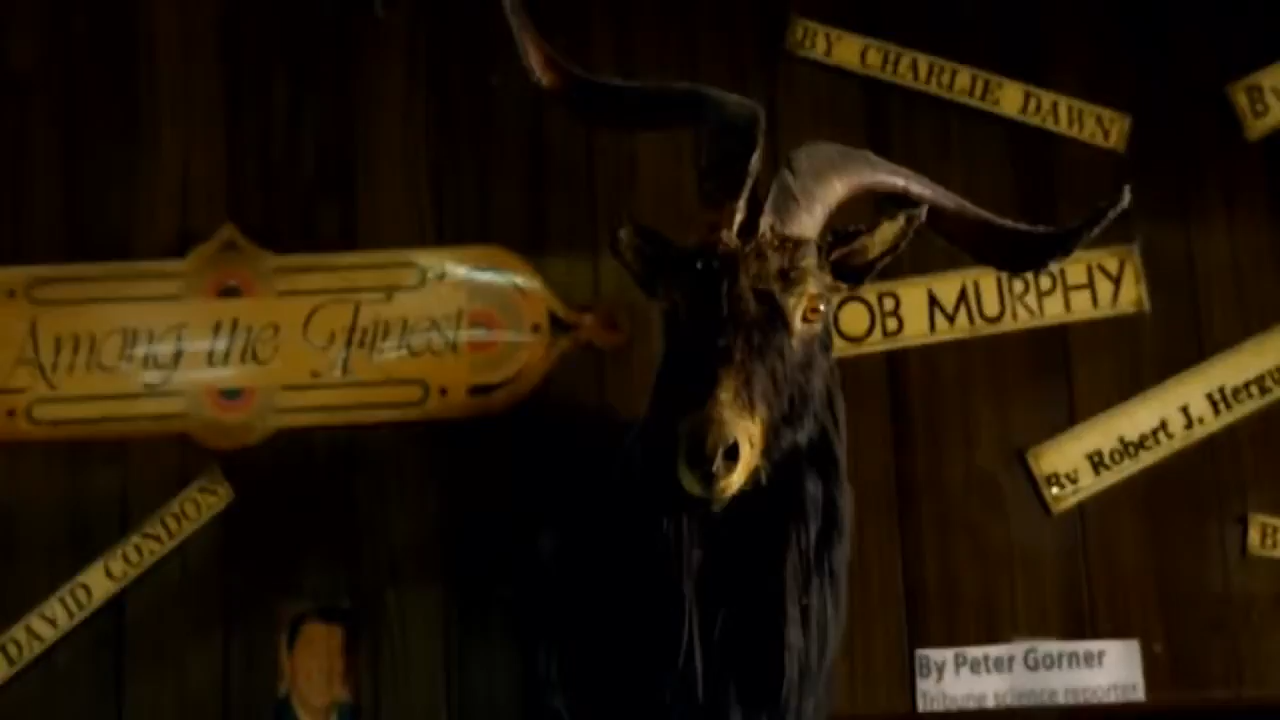 BY CHARLIE DAWN
By
OB MURPHY
Among the Finest
By Robert J. Hergu
DAVID CONDON
B
By Peter Gorner
Tribune science reporter